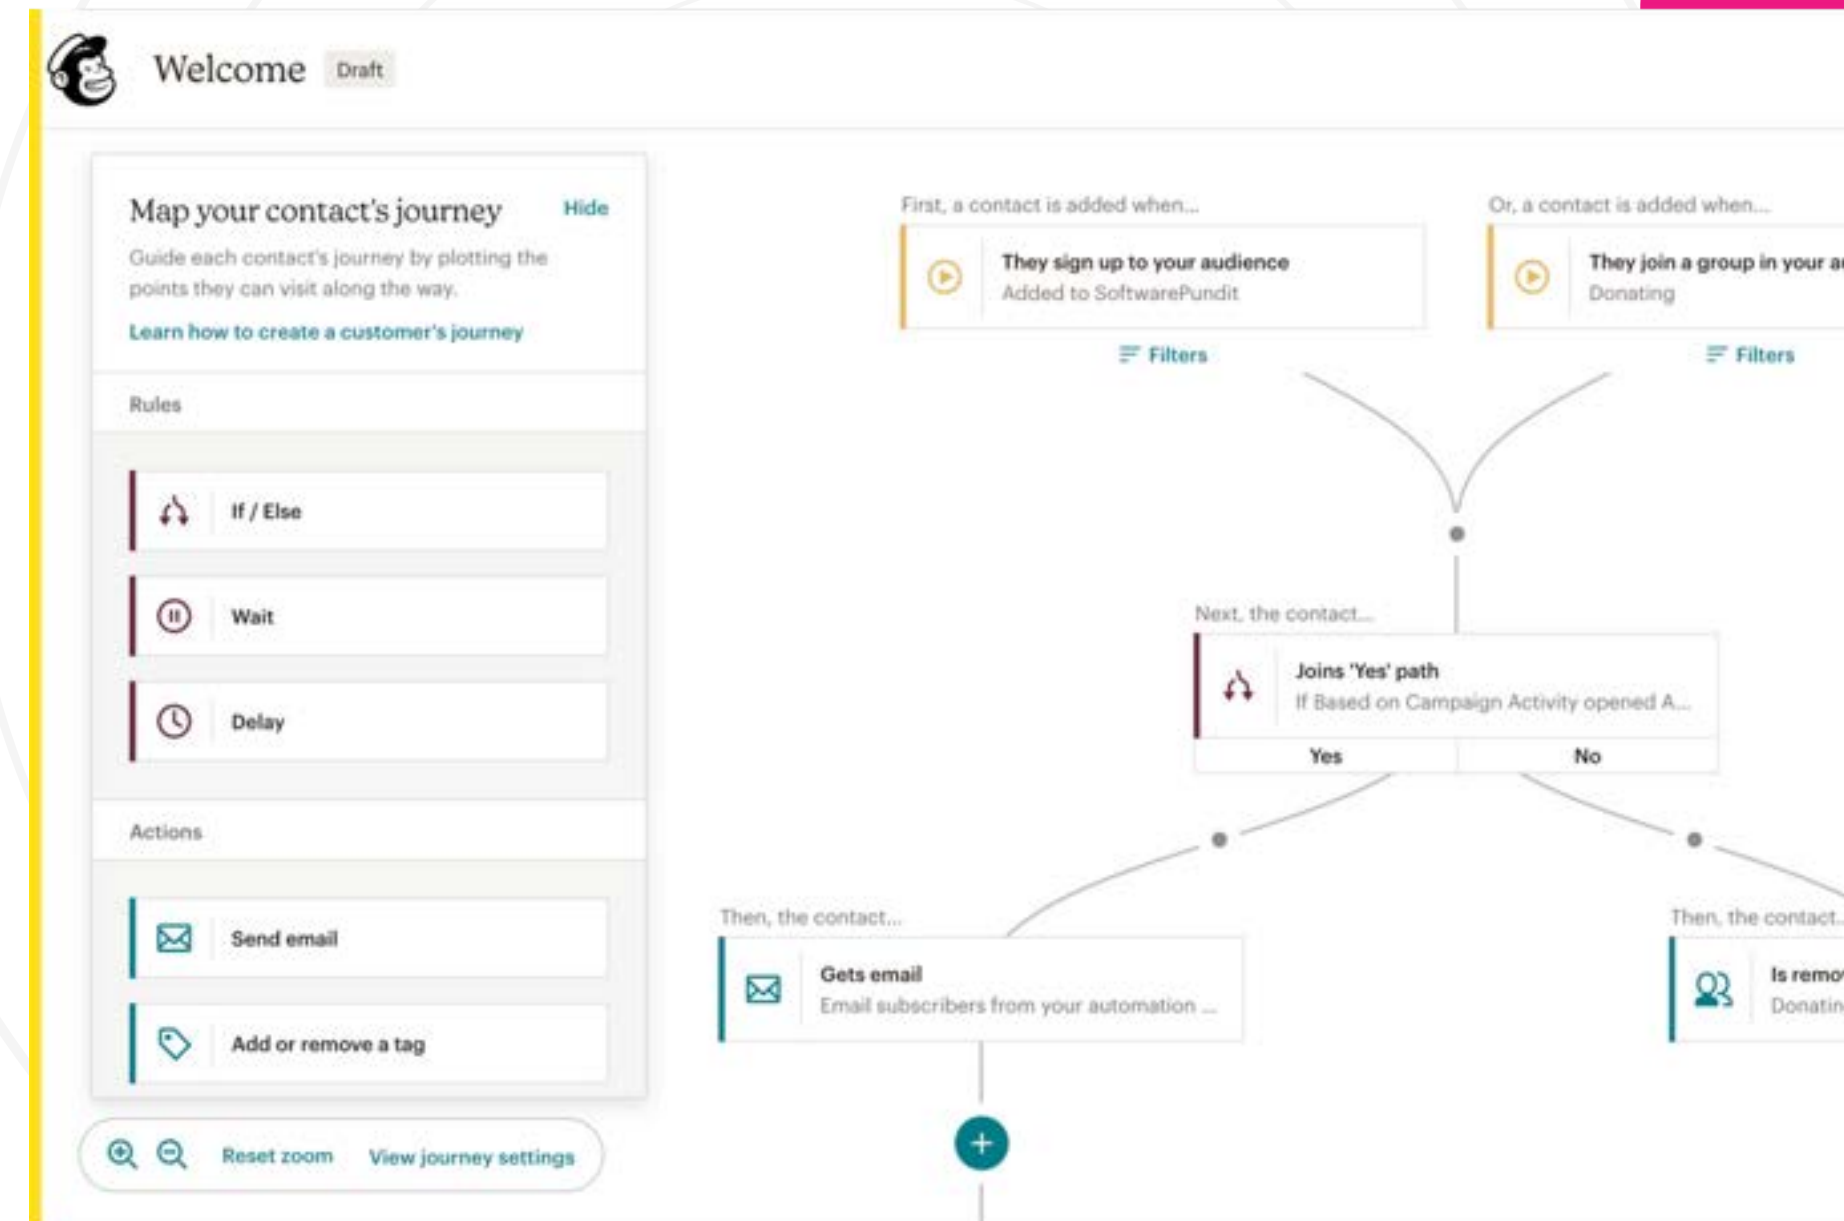 Welcome
Draft
Map your contact's journey
Hide
Guide each contact's journey by plotting the
points they can visit along the way.
Learn how to create a customer's journey
Rules
If / Else
Wait
Delay
Actions
Send email
Add or remove a tag
Reset zoom
View journey settings
First, a contact is added when...
They sign up to your audience
Added to SoftwarePundit
Filters
Or, a contact is added when...
They join a group in your
Donating
Filters
Next, the contact...
Joins 'Yes' path
If Based on Campaign Activity opened A...
Yes
No
Then, the contact...
Gets email
Email subscribers from your automation ...
Then, the contact...
Is